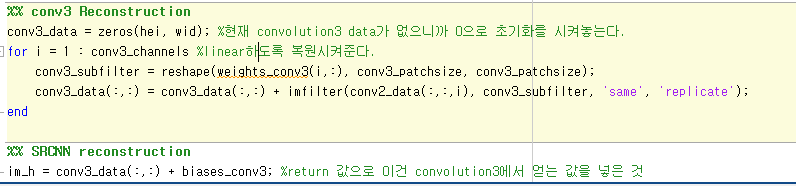 %% conv3 Reconstruction
conv3_data = zeros(hei, wid); %현재 convolution3 data가 없으니까 0으로 초기화를 시켜놓는다.
for i = 1 : conv3_channels %linear하도록 복원시켜준다.
conv3_subfilter = reshape(weights_conv3(i,:), conv3_patchsize, conv3_patchsize);
conv3_data(:,:) = conv3_data(:,:) + imfilter(conv2_data(:,:,i), conv3_subfilter, 'same', 'replicate');
end
%% SRCNN reconstruction
im_h = conv3_data(:,:) + biases_conv3; %return 값으로 이건 convolution3에서 얻는 값을 넣은 것